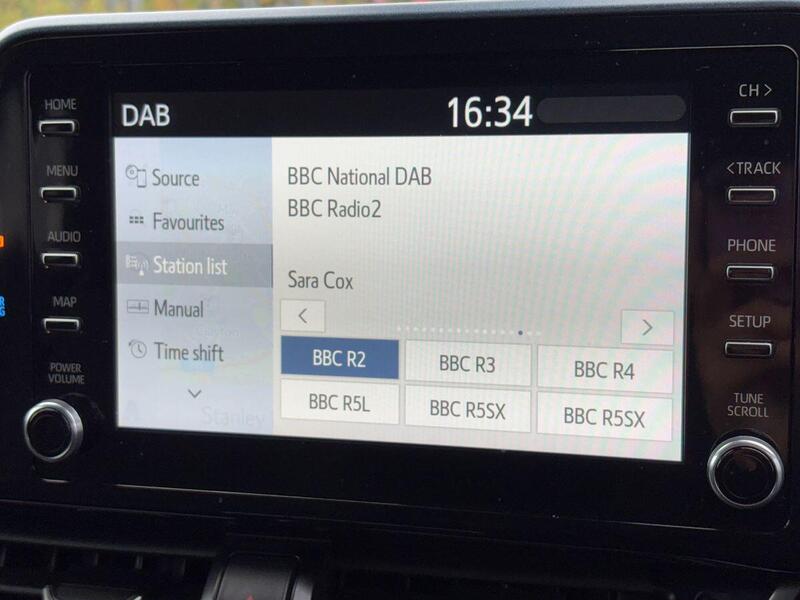 DAB 16:34
HOME
MENU
AUDIO
MAP
POWER
VOLUME
Source
Favourites
Station list
Manual
Time shift
Stanley
BBC National DAB
BBC Radio2
Sara Cox
< >
BBC R2 BBC R3 BBC R4
BBC R5L BBC R5SX BBC R5SX
CH >
< TRACK
PHONE
SETUP
TUNE
SCROLL